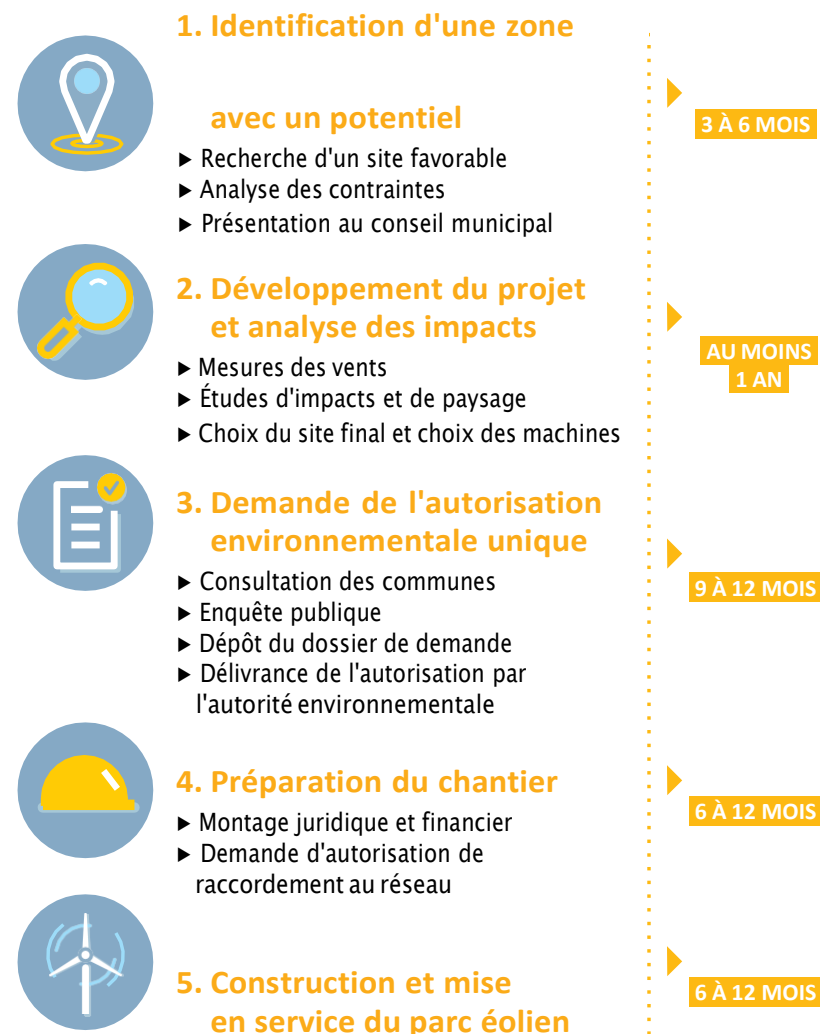 1. Identification d'une zone
avec un potentiel
3 À 6 MOIS
▶ Recherche d'un site favorable
▶ Analyse des contraintes
▶ Présentation au conseil municipal
2. Développement du projet
et analyse des impacts
AU MOINS
1 AN
▶ Mesures des vents
▶ Études d'impacts et de paysage
▶ Choix du site final et choix des machines
3. Demande de l'autorisation
environnementale unique
9 À 12 MOIS
▶ Consultation des communes
▶ Enquête publique
▶ Dépôt du dossier de demande
▶ Délivrance de l'autorisation par
l'autorité environnementale
4. Préparation du chantier
6 À 12 MOIS
▶ Montage juridique et financier
▶ Demande d'autorisation de
raccordement au réseau
5. Construction et mise
en service du parc éolien
6 À 12 MOIS